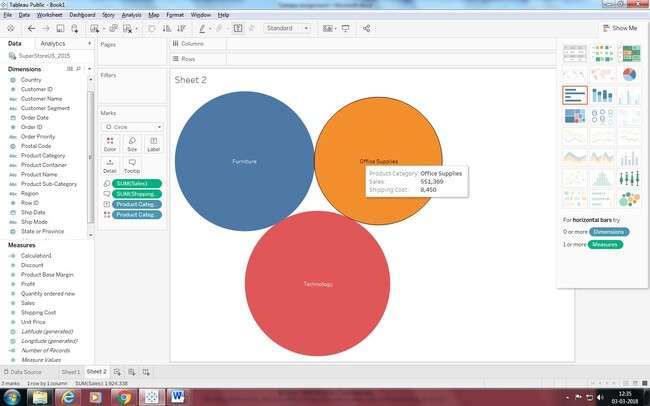 Tableau Public - Book1
File Data Worksheet Dashboard Story Analysis Map Format Window Help
Standard
Show Me
Data Analytics
SuperStoreUS_2015
Dimensions
Country
Customer ID
Customer Name
Customer Segment
Order Date
Order ID
Order Priority
Postal Code
Product Category
Product Container
Product Name
Product Sub-Category
Region
Row ID
Ship Date
Ship Mode
State or Province
Measures
Calculation1
Discount
Product Base Margin
Profit
Quantity ordered new
Sales
Shipping Cost
Unit Price
Latitude (generated)
Longitude (generated)
Number of Records
Measure Values
Pages
Filters
Marks
Circle
Color Size Label
Detail Tooltip
SUM(Sales)
SUM(Shipping..
Product Categ..
Product Categ..
Columns
Rows
Sheet 2
Furniture
Office Supplies
Product Category: Office Supplies
Sales: 551,369
Shipping Cost: 8,450
Technology
For horizontal bars try
0 or more Dimensions
1 or more Measures
Data Source Sheet 1 Sheet 2
3 marks 1 row by 1 column SUM(Sales): 1,924,338
12:35
03-03-2018